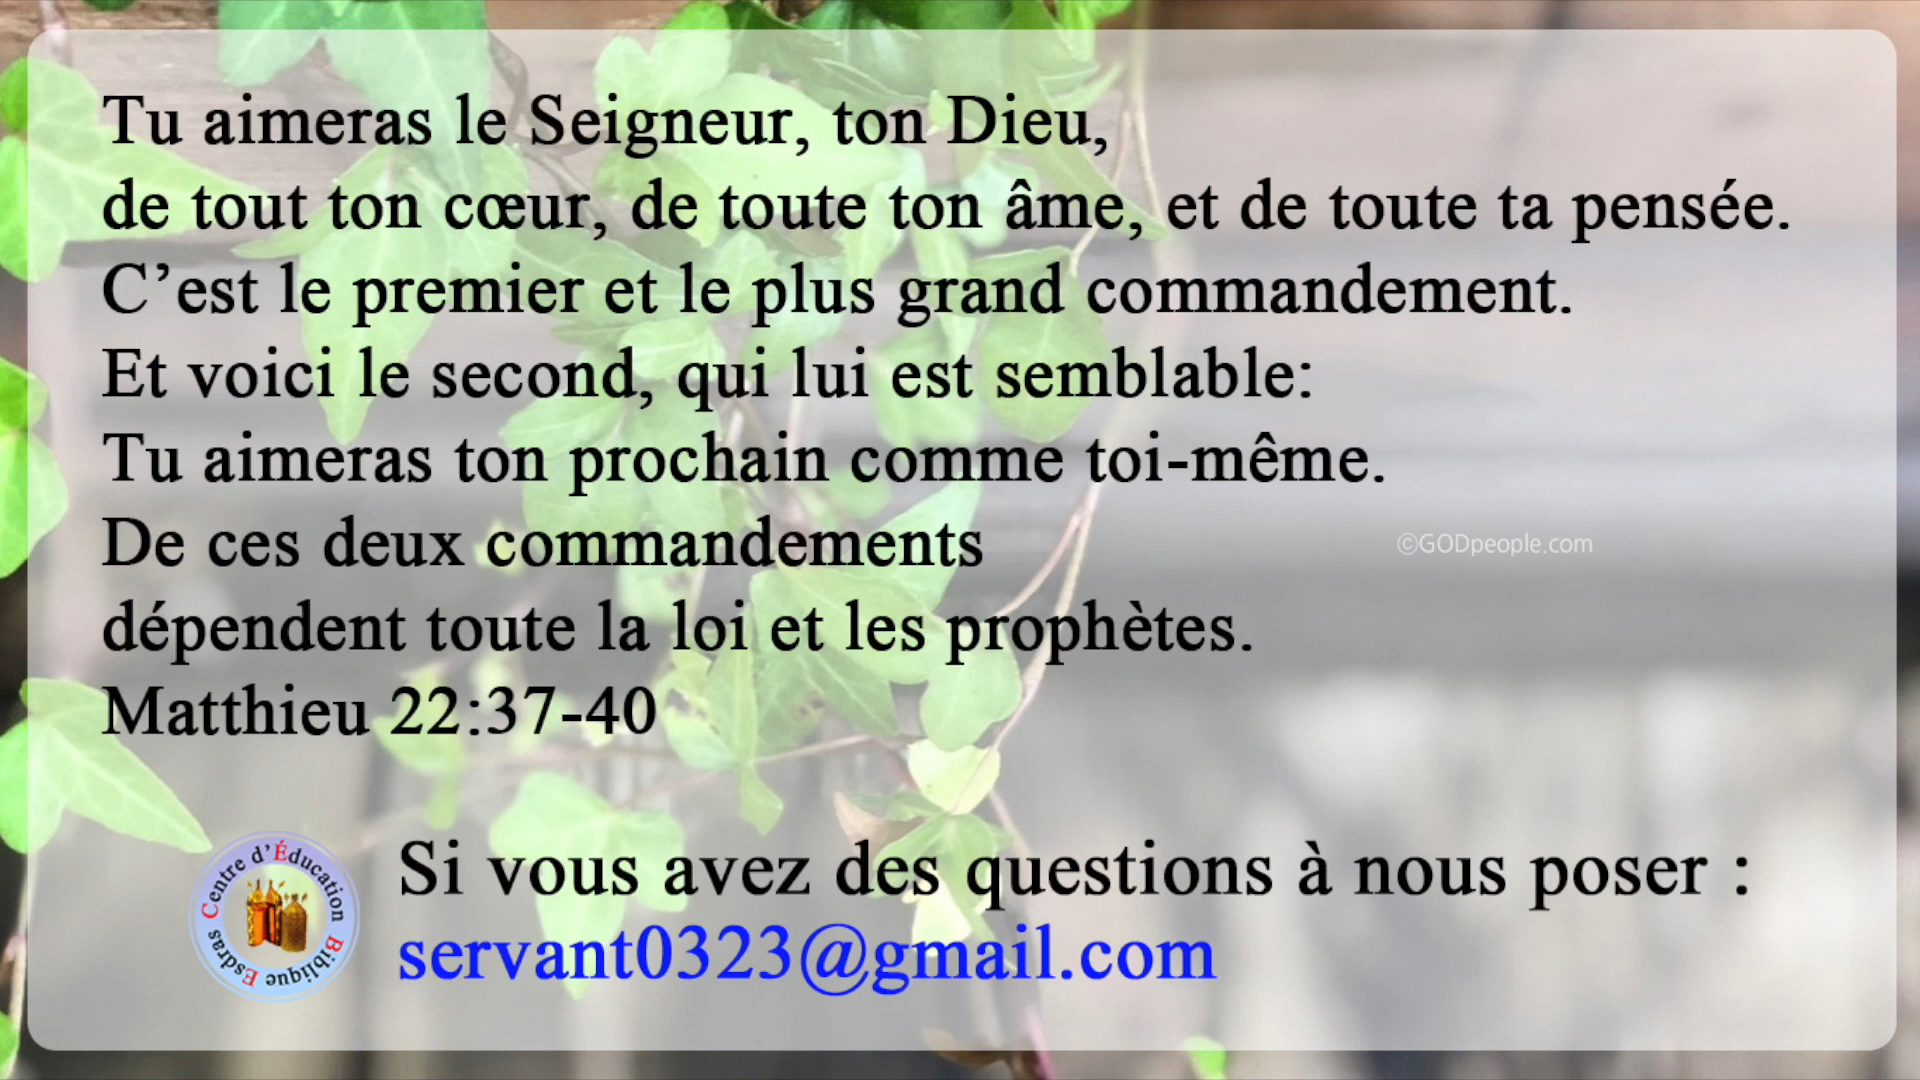 Tu aimeras le Seigneur, ton Dieu,
de tout ton cœur, de toute ton âme, et de toute ta pensée.
C’est le premier et le plus grand commandement.
Et voici le second, qui lui est semblable:
Tu aimeras ton prochain comme toi-même.
De ces deux commandements
©GODpeople.com
dépendent toute la loi et les prophètes.
Matthieu 22:37-40
Centre d’Éducation Biblique Esdras
Si vous avez des questions à nous poser :
servant0323@gmail.com